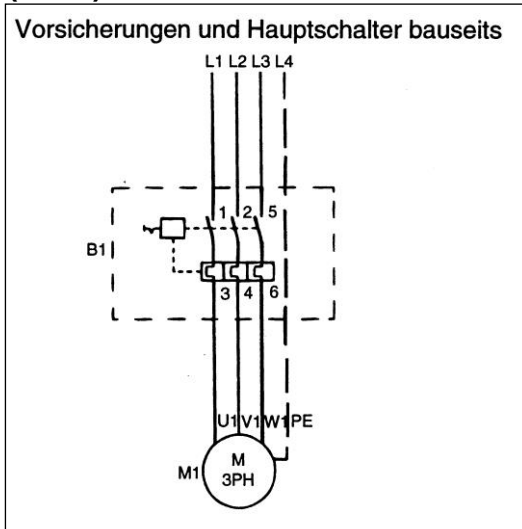 Vorsicherungen und Hauptschalter bauseits
L1 L2 L3 L4
1 2 5
B1
3 4 6
U1 V1 W1 PE
M1
M
3PH